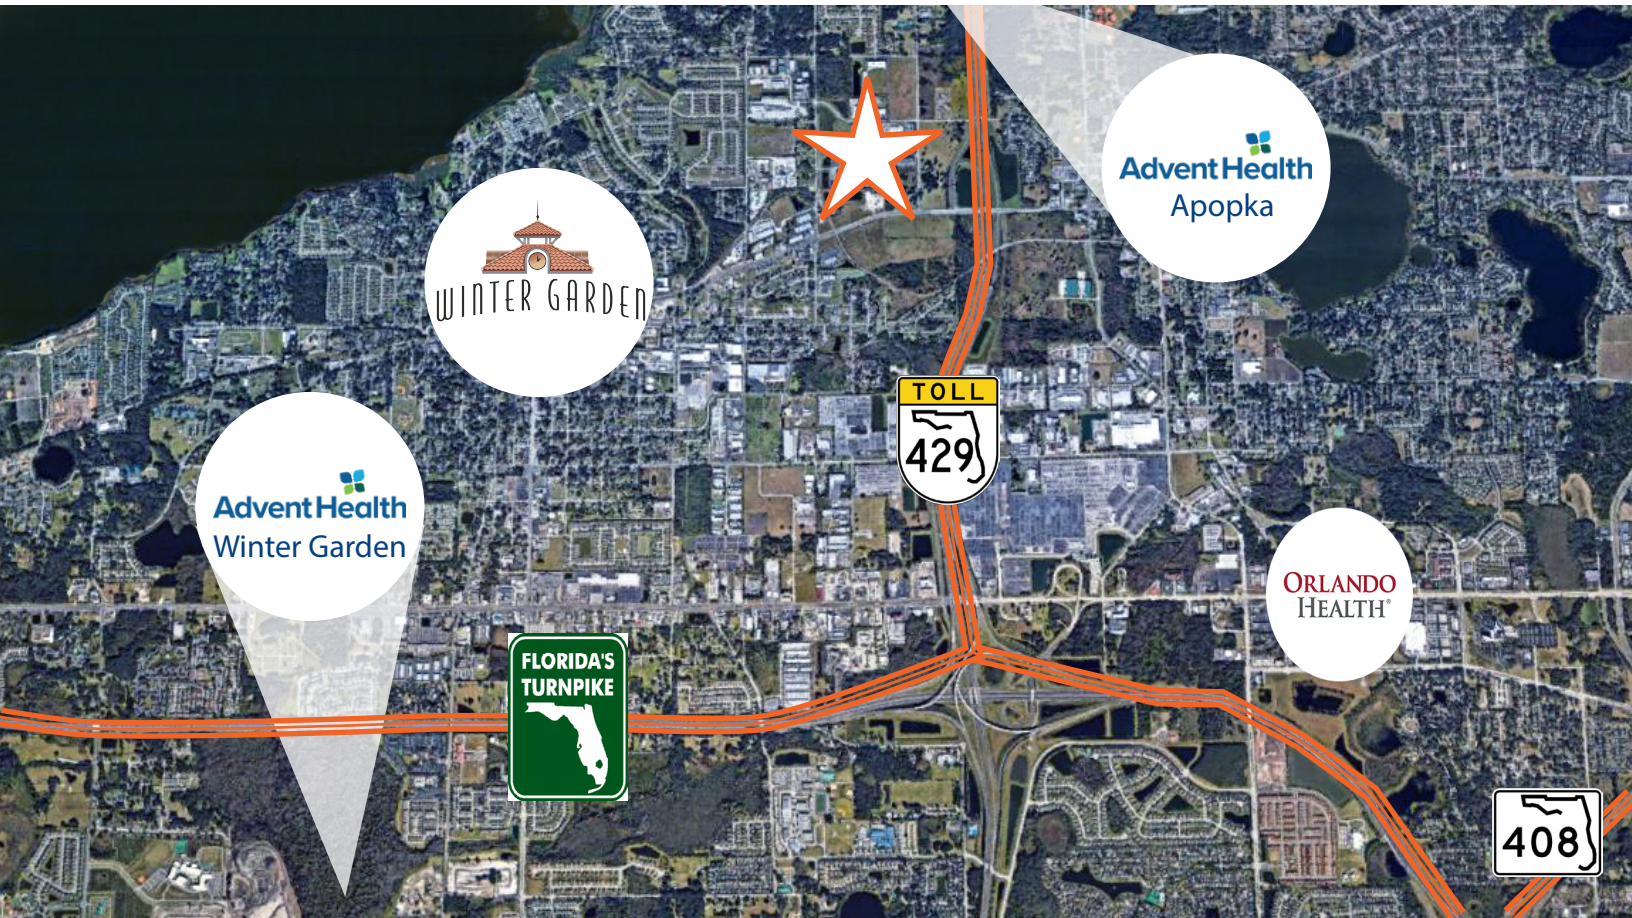 AdventHealth
Apopka
WINTER GARDEN
TOLL
429
AdventHealth
Winter Garden
ORLANDO
HEALTH®
FLORIDA'S
TURNPIKE
408